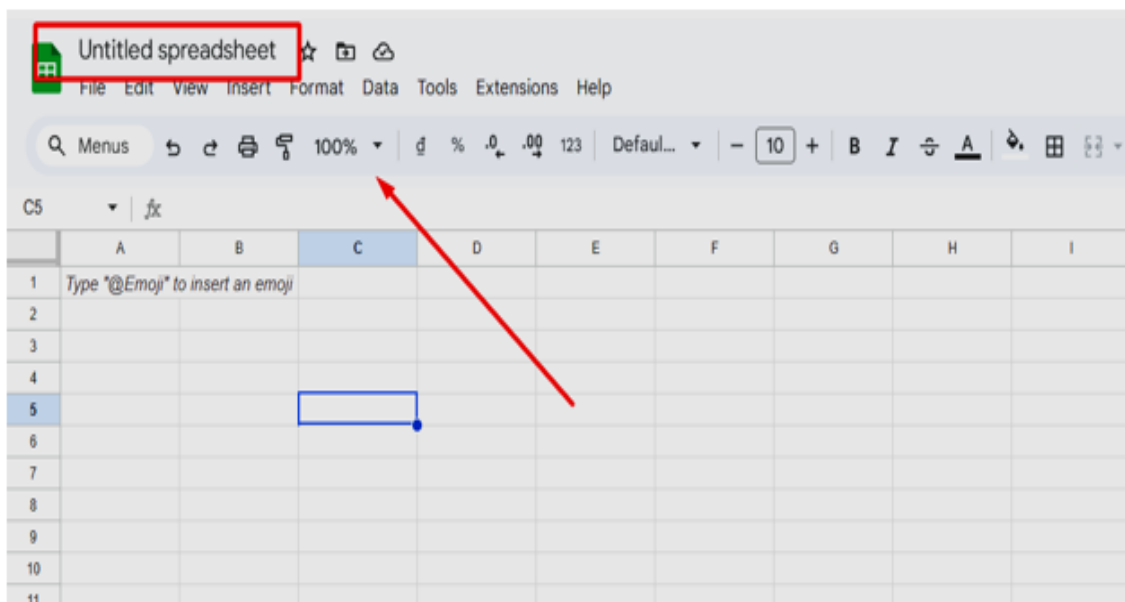 Untitled spreadsheet
File Edit View Insert Format Data Tools Extensions Help
Menus 100% ₫ % .0 .00 123 Defaul... 10 B I A
C5 fx
A B C D E F G H I
1 Type "@Emoji" to insert an emoji
2
3
4
5
6
7
8
9
10
11